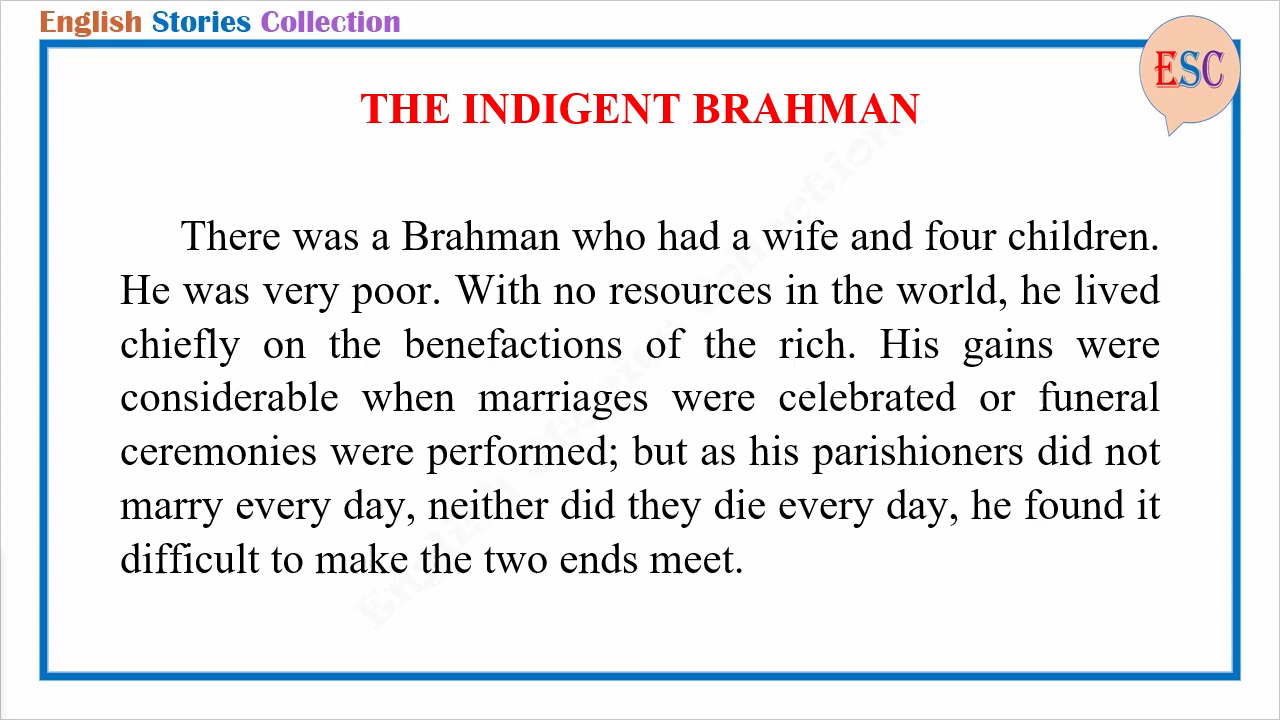 English Stories Collection
ESC
THE INDIGENT BRAHMAN
There was a Brahman who had a wife and four children.
He was very poor. With no resources in the world, he lived
chiefly on the benefactions of the rich. His gains were
considerable when marriages were celebrated or funeral
ceremonies were performed; but as his parishioners did not
marry every day, neither did they die every day, he found it
difficult to make the two ends meet.
English Stories Collection